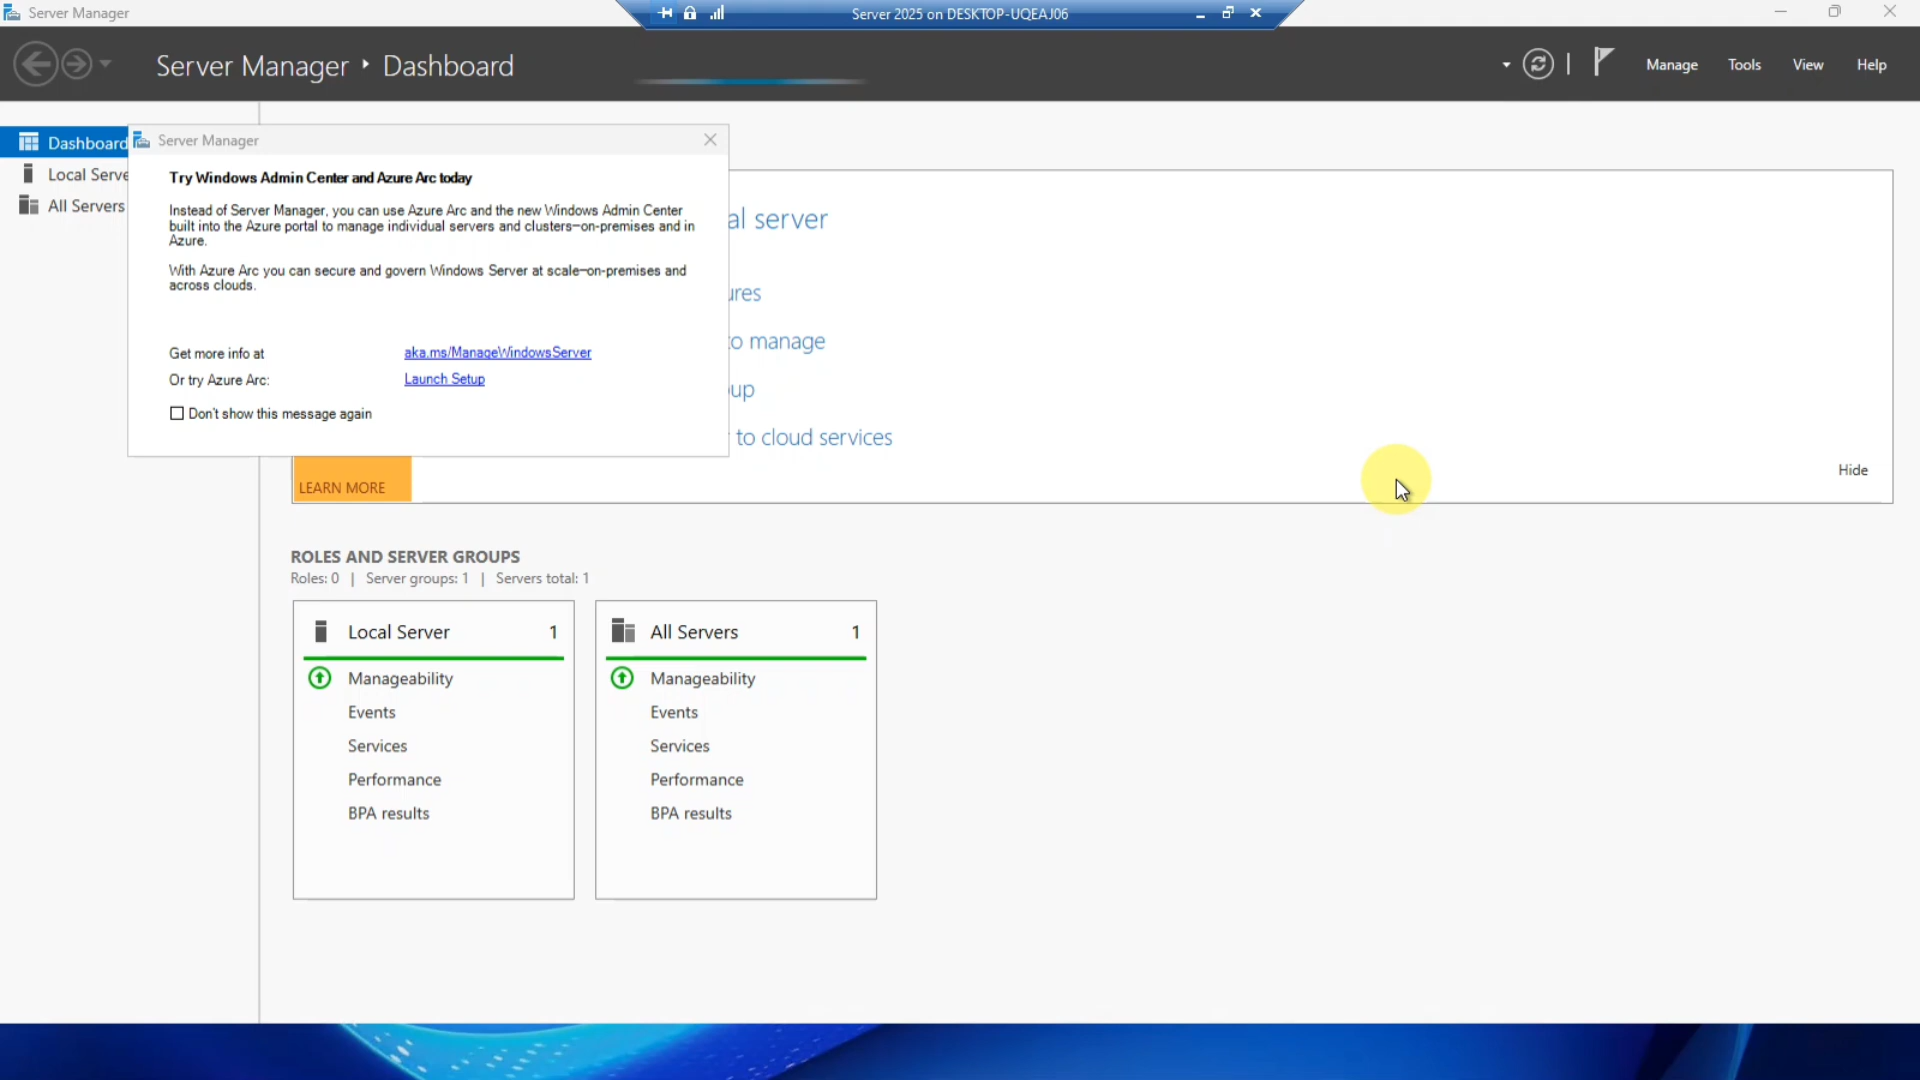 Server Manager
Server 2025 on DESKTOP-UQEAJ06
Server Manager ‣ Dashboard
Manage
Tools
View
Help
Dashboard
Local Serve
All Servers
Server Manager
Try Windows Admin Center and Azure Arc today
Instead of Server Manager, you can use Azure Arc and the new Windows Admin Center
built into the Azure portal to manage individual servers and clusters—on-premises and in
Azure.
With Azure Arc you can secure and govern Windows Server at scale—on-premises and
across clouds.
Get more info at aka.ms/ManageWindowsServer
Or try Azure Arc: Launch Setup
Don't show this message again
al server
ures
to manage
up
to cloud services
LEARN MORE
Hide
ROLES AND SERVER GROUPS
Roles: 0 | Server groups: 1 | Servers total: 1
Local Server 1
Manageability
Events
Services
Performance
BPA results
All Servers 1
Manageability
Events
Services
Performance
BPA results